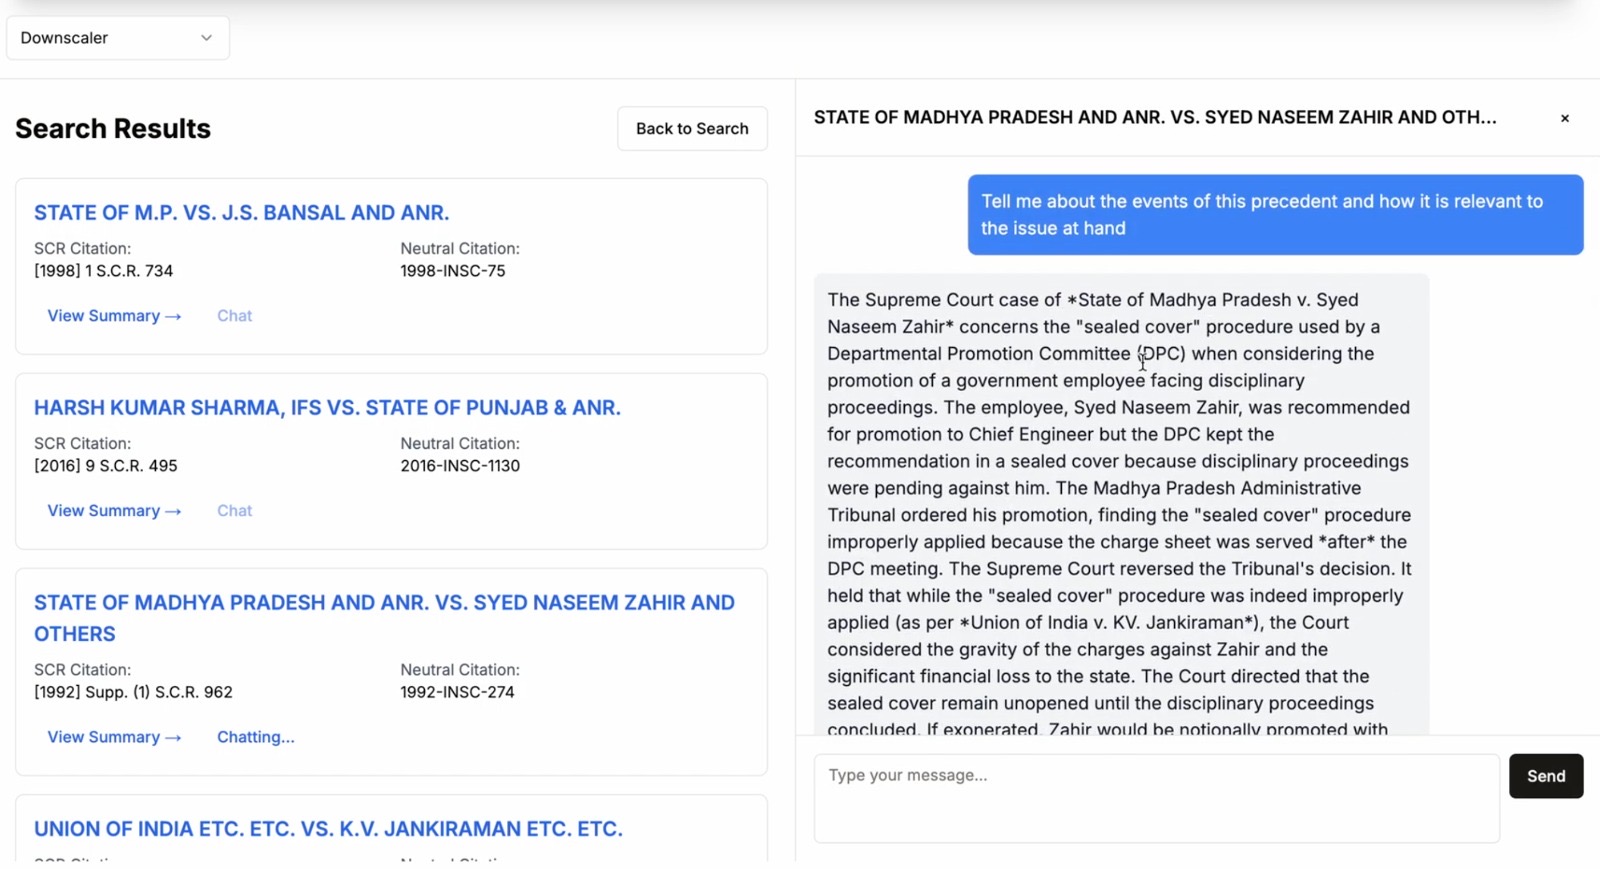 Downscaler
Search Results
Back to Search
STATE OF M.P. VS. J.S. BANSAL AND ANR.
SCR Citation:
[1998] 1 S.C.R. 734
Neutral Citation:
1998-INSC-75
View Summary →
Chat
HARSH KUMAR SHARMA, IFS VS. STATE OF PUNJAB & ANR.
SCR Citation:
[2016] 9 S.C.R. 495
Neutral Citation:
2016-INSC-1130
View Summary →
Chat
STATE OF MADHYA PRADESH AND ANR. VS. SYED NASEEM ZAHIR AND
OTHERS
SCR Citation:
[1992] Supp. (1) S.C.R. 962
Neutral Citation:
1992-INSC-274
View Summary →
Chatting...
UNION OF INDIA ETC. ETC. VS. K.V. JANKIRAMAN ETC. ETC.
STATE OF MADHYA PRADESH AND ANR. VS. SYED NASEEM ZAHIR AND OTH...
×
Tell me about the events of this precedent and how it is relevant to
the issue at hand
The Supreme Court case of *State of Madhya Pradesh v. Syed
Naseem Zahir* concerns the "sealed cover" procedure used by a
Departmental Promotion Committee (DPC) when considering the
promotion of a government employee facing disciplinary
proceedings. The employee, Syed Naseem Zahir, was recommended
for promotion to Chief Engineer but the DPC kept the
recommendation in a sealed cover because disciplinary proceedings
were pending against him. The Madhya Pradesh Administrative
Tribunal ordered his promotion, finding the "sealed cover" procedure
improperly applied because the charge sheet was served *after* the
DPC meeting. The Supreme Court reversed the Tribunal's decision. It
held that while the "sealed cover" procedure was indeed improperly
applied (as per *Union of India v. KV. Jankiraman*), the Court
considered the gravity of the charges against Zahir and the
significant financial loss to the state. The Court directed that the
sealed cover remain unopened until the disciplinary proceedings
concluded. If exonerated, Zahir would be notionally promoted with
Type your message...
Send